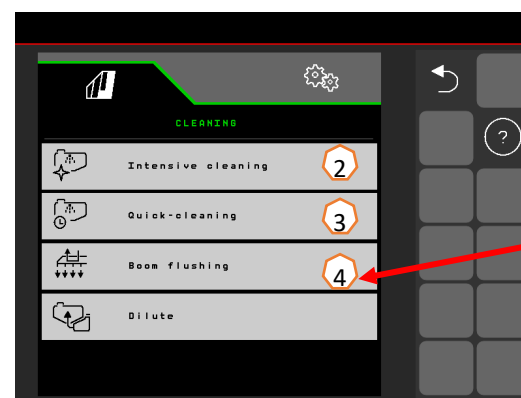 CLEANING
Intensive cleaning 2
Quick-cleaning 3
Boom flushing 4
Dilute
?